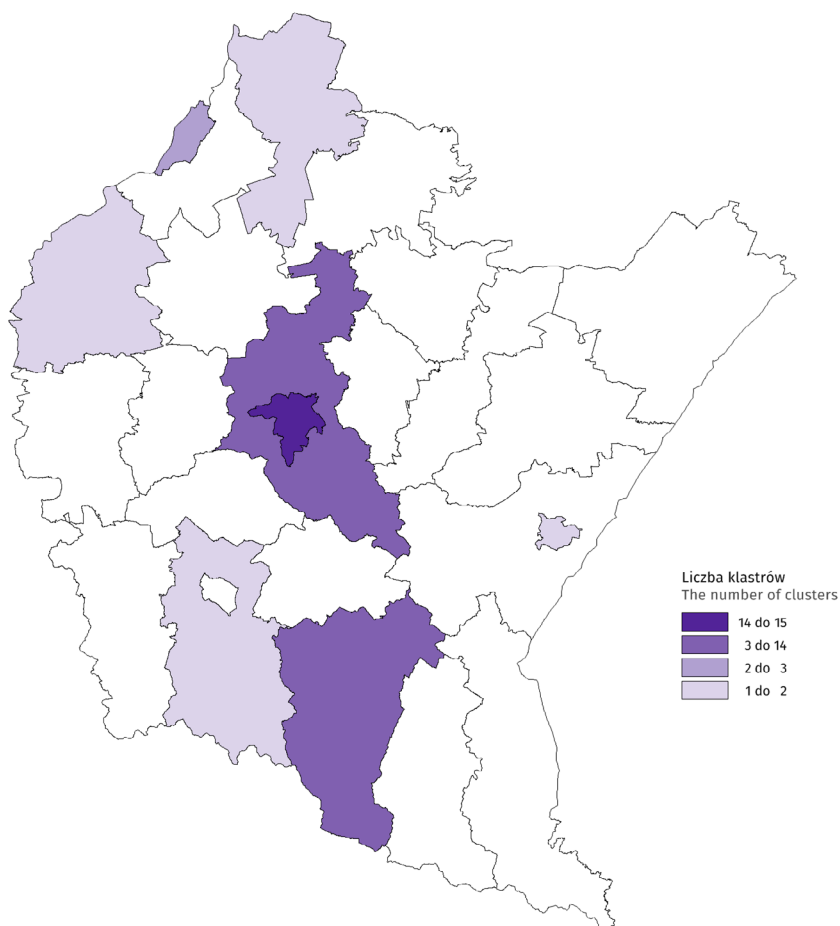 Liczba klastrów
The number of clusters
14 do 15
3 do 14
2 do 3
1 do 2